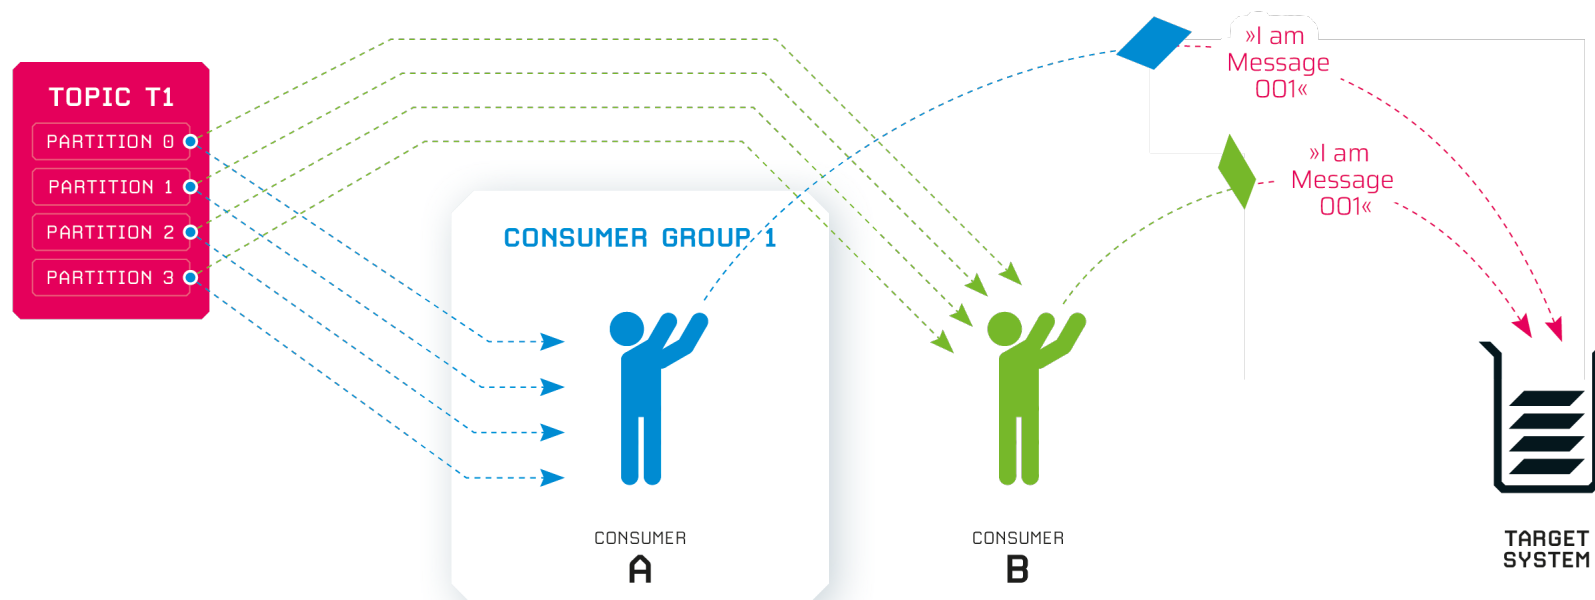 TOPIC T1
PARTITION 0
PARTITION 1
PARTITION 2
PARTITION 3
CONSUMER GROUP 1
CONSUMER
A
CONSUMER
B
»I am
Message
001«
»I am
Message
001«
TARGET
SYSTEM